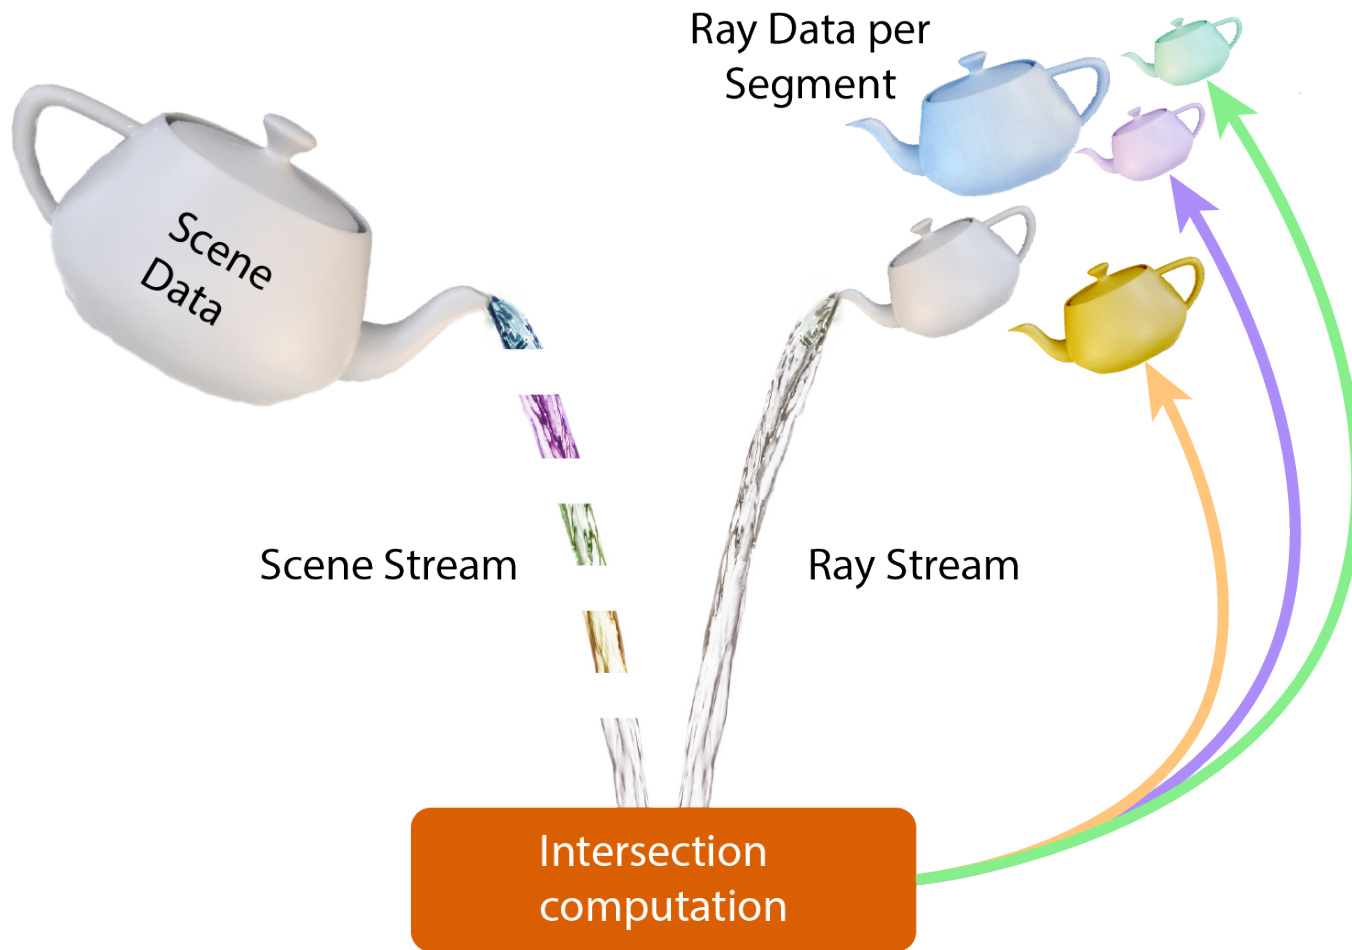 Ray Data per
Segment
Scene
Data
Scene Stream
Ray Stream
Intersection
computation